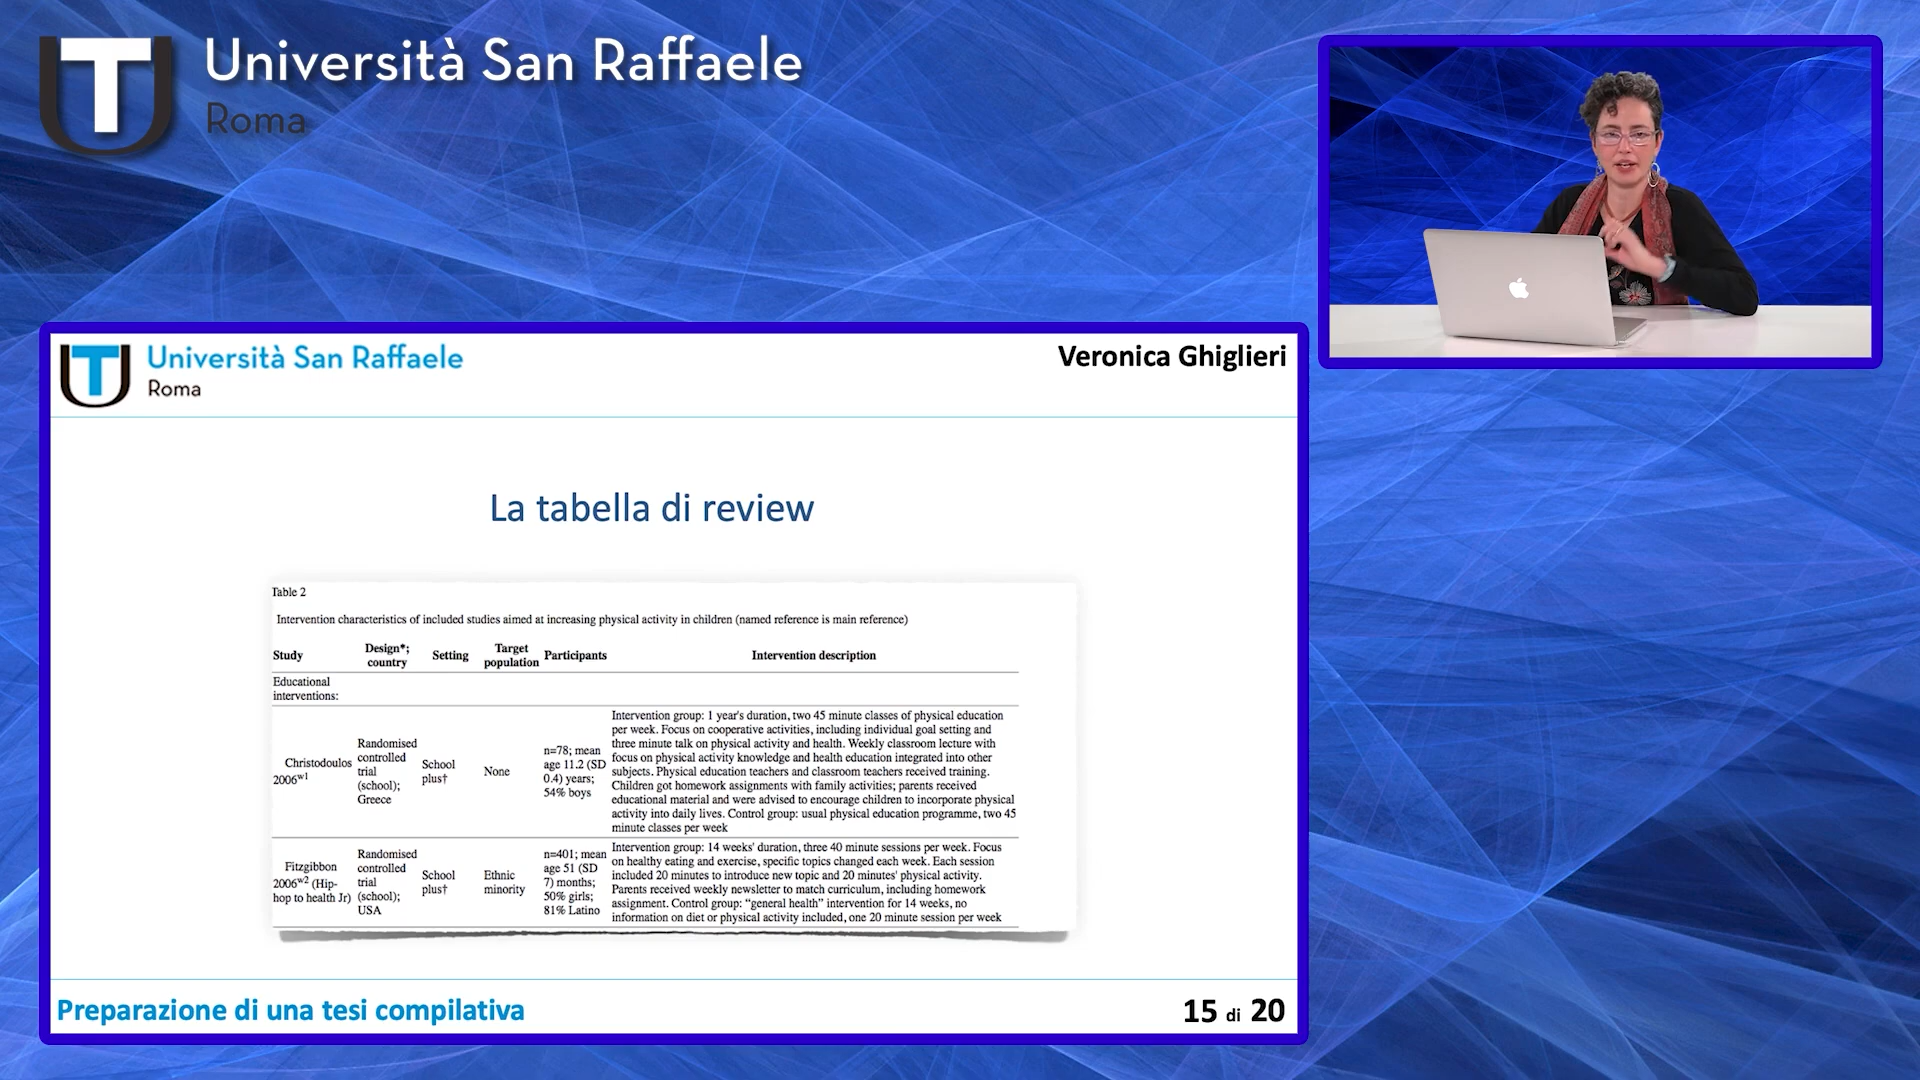 Università San Raffaele
Roma
Università San Raffaele
Roma
Veronica Ghiglieri
La tabella di review
Table 2
Intervention characteristics of included studies aimed at increasing physical activity in children (named reference is main reference)
Study
Design*;
country
Setting
Target
population
Participants
Intervention description
Educational
interventions:
Christodoulos
2006w1
Randomised
controlled
trial
(school);
Greece
School
plus†
None
n=78; mean
age 11.2 (SD
0.4) years;
54% boys
Intervention group: 1 year's duration, two 45 minute classes of physical education
per week. Focus on cooperative activities, including individual goal setting and
three minute talk on physical activity and health. Weekly classroom lecture with
focus on physical activity knowledge and health education integrated into other
subjects. Physical education teachers and classroom teachers received training.
Children got homework assignments with family activities; parents received
educational material and were advised to encourage children to incorporate physical
activity into daily lives. Control group: usual physical education programme, two 45
minute classes per week
Fitzgibbon
2006w2 (Hip-
hop to health Jr)
Randomised
controlled
trial
(school);
USA
School
plus†
Ethnic
minority
n=401; mean
age 51 (SD
7) months;
50% girls;
81% Latino
Intervention group: 14 weeks' duration, three 40 minute sessions per week. Focus
on healthy eating and exercise, specific topics changed each week. Each session
included 20 minutes to introduce new topic and 20 minutes' physical activity.
Parents received weekly newsletter to match curriculum, including homework
assignment. Control group: “general health” intervention for 14 weeks, no
information on diet or physical activity included, one 20 minute session per week
Preparazione di una tesi compilativa
15 di 20